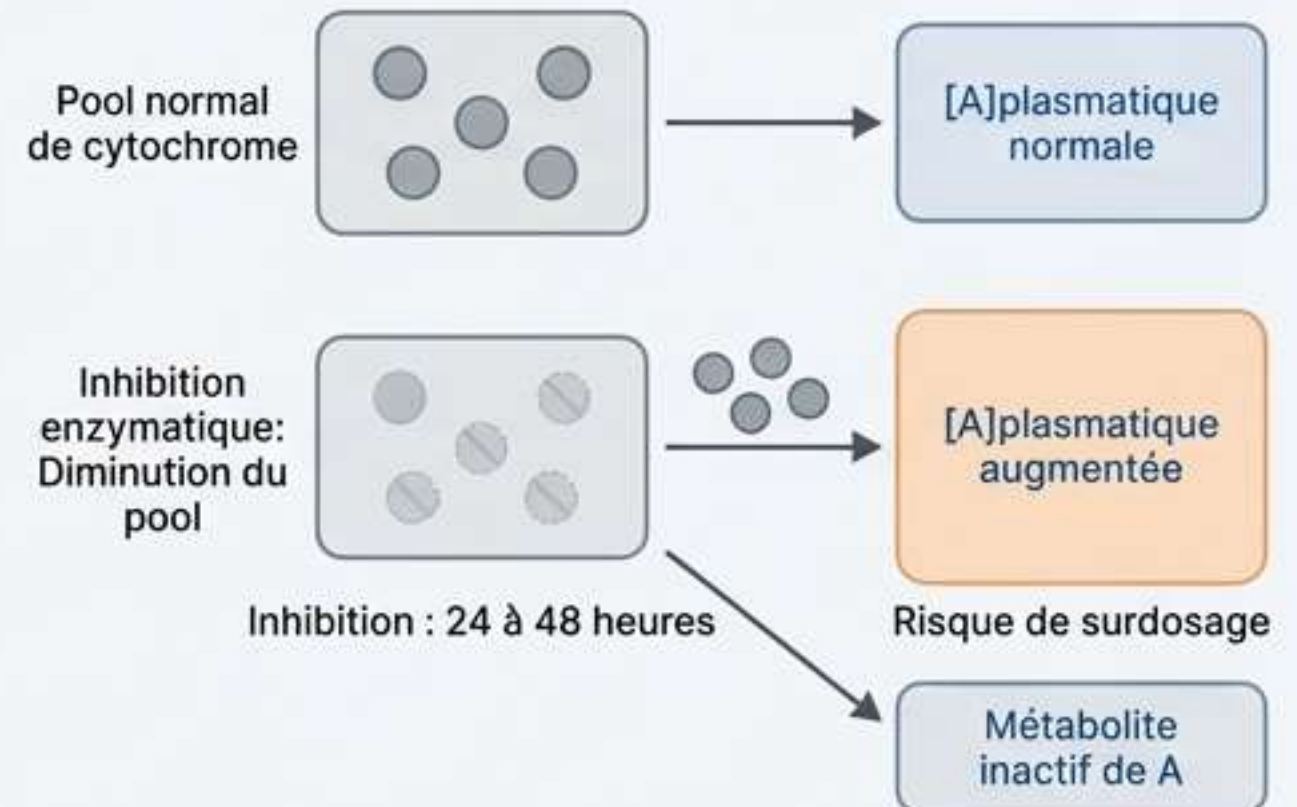 Pool normal
de cytochrome
[A]plasmatique
normale
Inhibition
enzymatique:
Diminution du
pool
[A]plasmatique
augmentée
Inhibition : 24 à 48 heures
Risque de surdosage
Métabolite
inactif de A